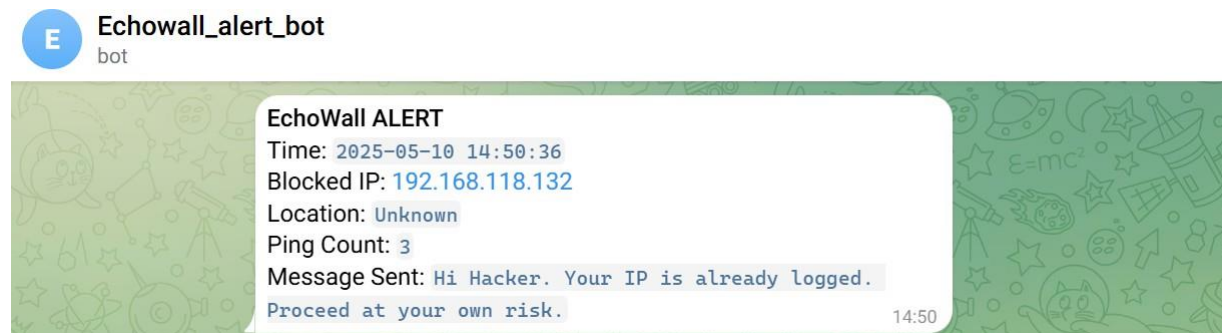 E
Echowall_alert_bot
bot
EchoWall ALERT
Time: 2025-05-10 14:50:36
Blocked IP: 192.168.118.132
Location: Unknown
Ping Count: 3
Message Sent: Hi Hacker. Your IP is already logged.
Proceed at your own risk.
14:50
E=mc²